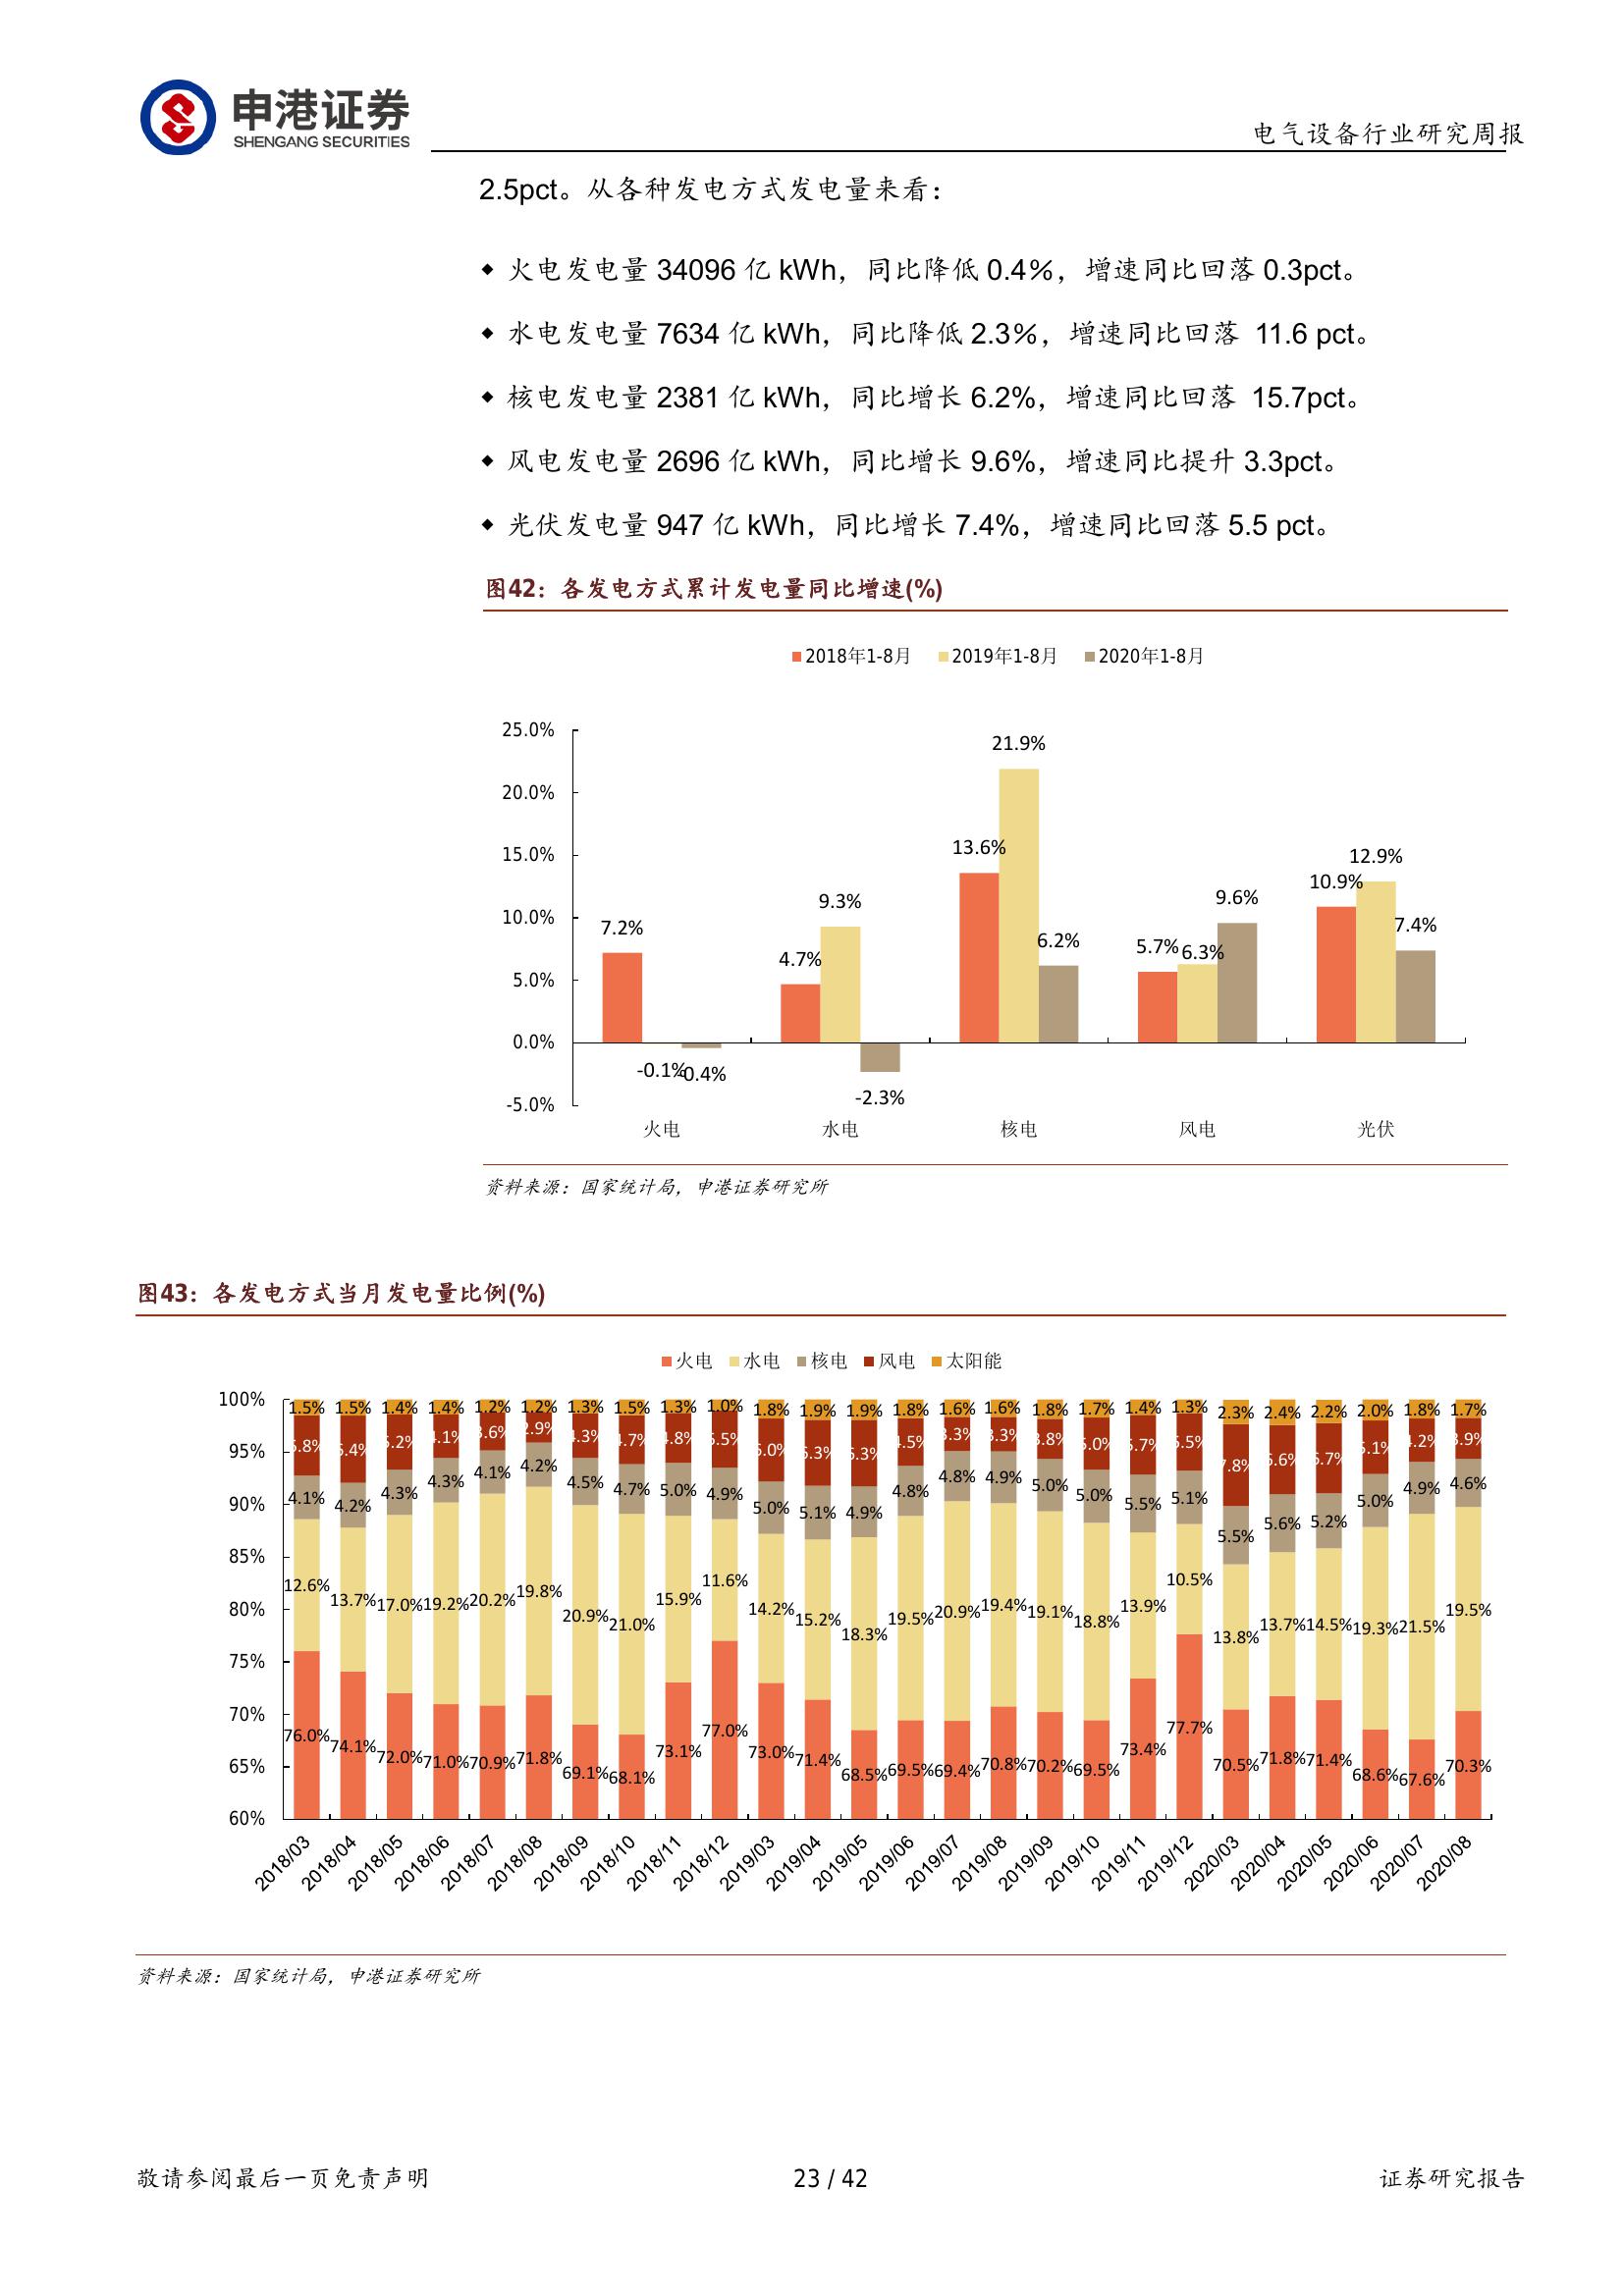 申港证券
SHENGANG SECURITIES
电气设备行业研究周报
2.5pct。从各种发电方式发电量来看：
◆ 火电发电量 34096 亿 kWh，同比降低 0.4%，增速同比回落 0.3pct。
◆ 水电发电量 7634 亿 kWh，同比降低 2.3%，增速同比回落 11.6 pct。
◆ 核电发电量 2381 亿 kWh，同比增长 6.2%，增速同比回落 15.7pct。
◆ 风电发电量 2696 亿 kWh，同比增长 9.6%，增速同比提升 3.3pct。
◆ 光伏发电量 947 亿 kWh，同比增长 7.4%，增速同比回落 5.5 pct。
图42：各发电方式累计发电量同比增速(%)
2018年1-8月 2019年1-8月 2020年1-8月
25.0%
20.0%
15.0%
10.0%
5.0%
0.0%
-5.0%
7.2% -0.1% -0.4%
4.7% 9.3% -2.3%
13.6% 21.9% 6.2%
5.7% 6.3% 9.6%
10.9% 12.9% 7.4%
火电 水电 核电 风电 光伏
资料来源：国家统计局，申港证券研究所
图43：各发电方式当月发电量比例(%)
火电 水电 核电 风电 太阳能
100%
95%
90%
85%
80%
75%
70%
65%
60%
1.5% 1.5% 1.4% 1.4% 1.2% 1.2% 1.3% 1.5% 1.3% 1.0% 1.8% 1.9% 1.9% 1.8% 1.6% 1.6% 1.8% 1.7% 1.4% 1.3% 2.3% 2.4% 2.2% 2.0% 1.8% 1.7%
5.8% 5.4% 5.2% 4.1% 3.6% 2.9% 4.3% 4.7% 4.8% 5.5% 5.0% 5.3% 5.3% 4.5% 3.3% 3.3% 3.8% 5.0% 5.7% 5.5% 7.8% 6.6% 6.7% 5.1% 4.2% 3.9%
4.1% 4.2% 4.3% 4.3% 4.1% 4.2% 4.5% 4.7% 5.0% 4.9% 5.0% 5.1% 4.9% 4.8% 4.8% 4.9% 5.0% 5.0% 5.5% 5.1% 5.5% 5.6% 5.2% 5.0% 4.9% 4.6%
12.6% 13.7% 17.0% 19.2% 20.2% 19.8% 20.9% 21.0% 15.9% 11.6% 14.2% 15.2% 18.3% 19.5% 20.9% 19.4% 19.1% 18.8% 13.9% 10.5% 13.8% 13.7% 14.5% 19.3% 21.5% 19.5%
76.0% 74.1% 72.0% 71.0% 70.9% 71.8% 69.1% 68.1% 73.1% 77.0% 73.0% 71.4% 68.5% 69.5% 69.4% 70.8% 70.2% 69.5% 73.4% 77.7% 70.5% 71.8% 71.4% 68.6% 67.6% 70.3%
2018/03 2018/04 2018/05 2018/06 2018/07 2018/08 2018/09 2018/10 2018/11 2018/12 2019/03 2019/04 2019/05 2019/06 2019/07 2019/08 2019/09 2019/10 2019/11 2019/12 2020/03 2020/04 2020/05 2020/06 2020/07 2020/08
资料来源：国家统计局，申港证券研究所
敬请参阅最后一页免责声明
23 / 42
证券研究报告